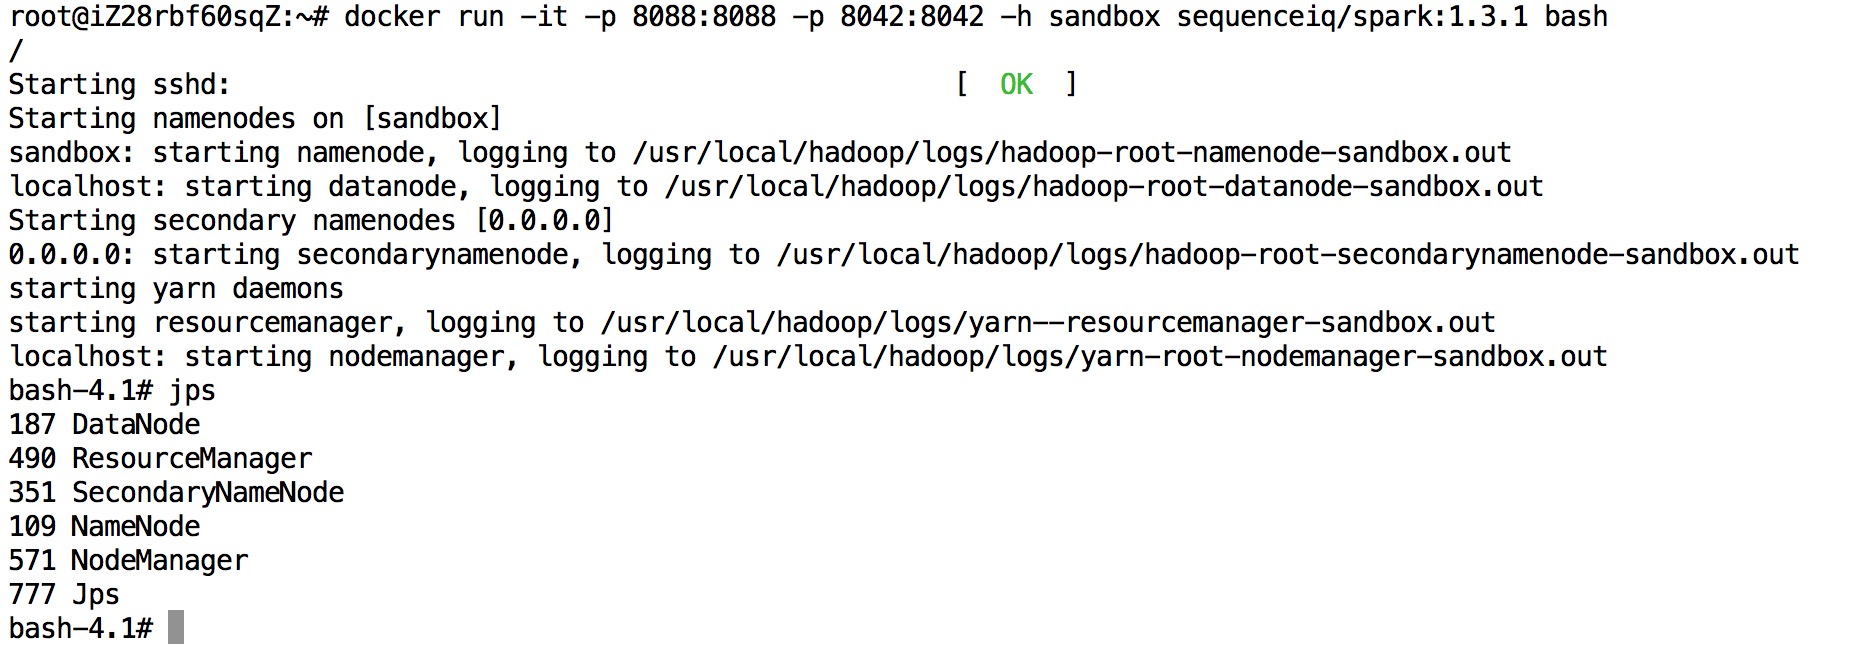 root@iZ28rbf60sqZ:~# docker run -it -p 8088:8088 -p 8042:8042 -h sandbox sequenceiq/spark:1.3.1 bash
/
Starting sshd:                                             [  OK  ]
Starting namenodes on [sandbox]
sandbox: starting namenode, logging to /usr/local/hadoop/logs/hadoop-root-namenode-sandbox.out
localhost: starting datanode, logging to /usr/local/hadoop/logs/hadoop-root-datanode-sandbox.out
Starting secondary namenodes [0.0.0.0]
0.0.0.0: starting secondarynamenode, logging to /usr/local/hadoop/logs/hadoop-root-secondarynamenode-sandbox.out
starting yarn daemons
starting resourcemanager, logging to /usr/local/hadoop/logs/yarn--resourcemanager-sandbox.out
localhost: starting nodemanager, logging to /usr/local/hadoop/logs/yarn-root-nodemanager-sandbox.out
bash-4.1# jps
187 DataNode
490 ResourceManager
351 SecondaryNameNode
109 NameNode
571 NodeManager
777 Jps
bash-4.1#